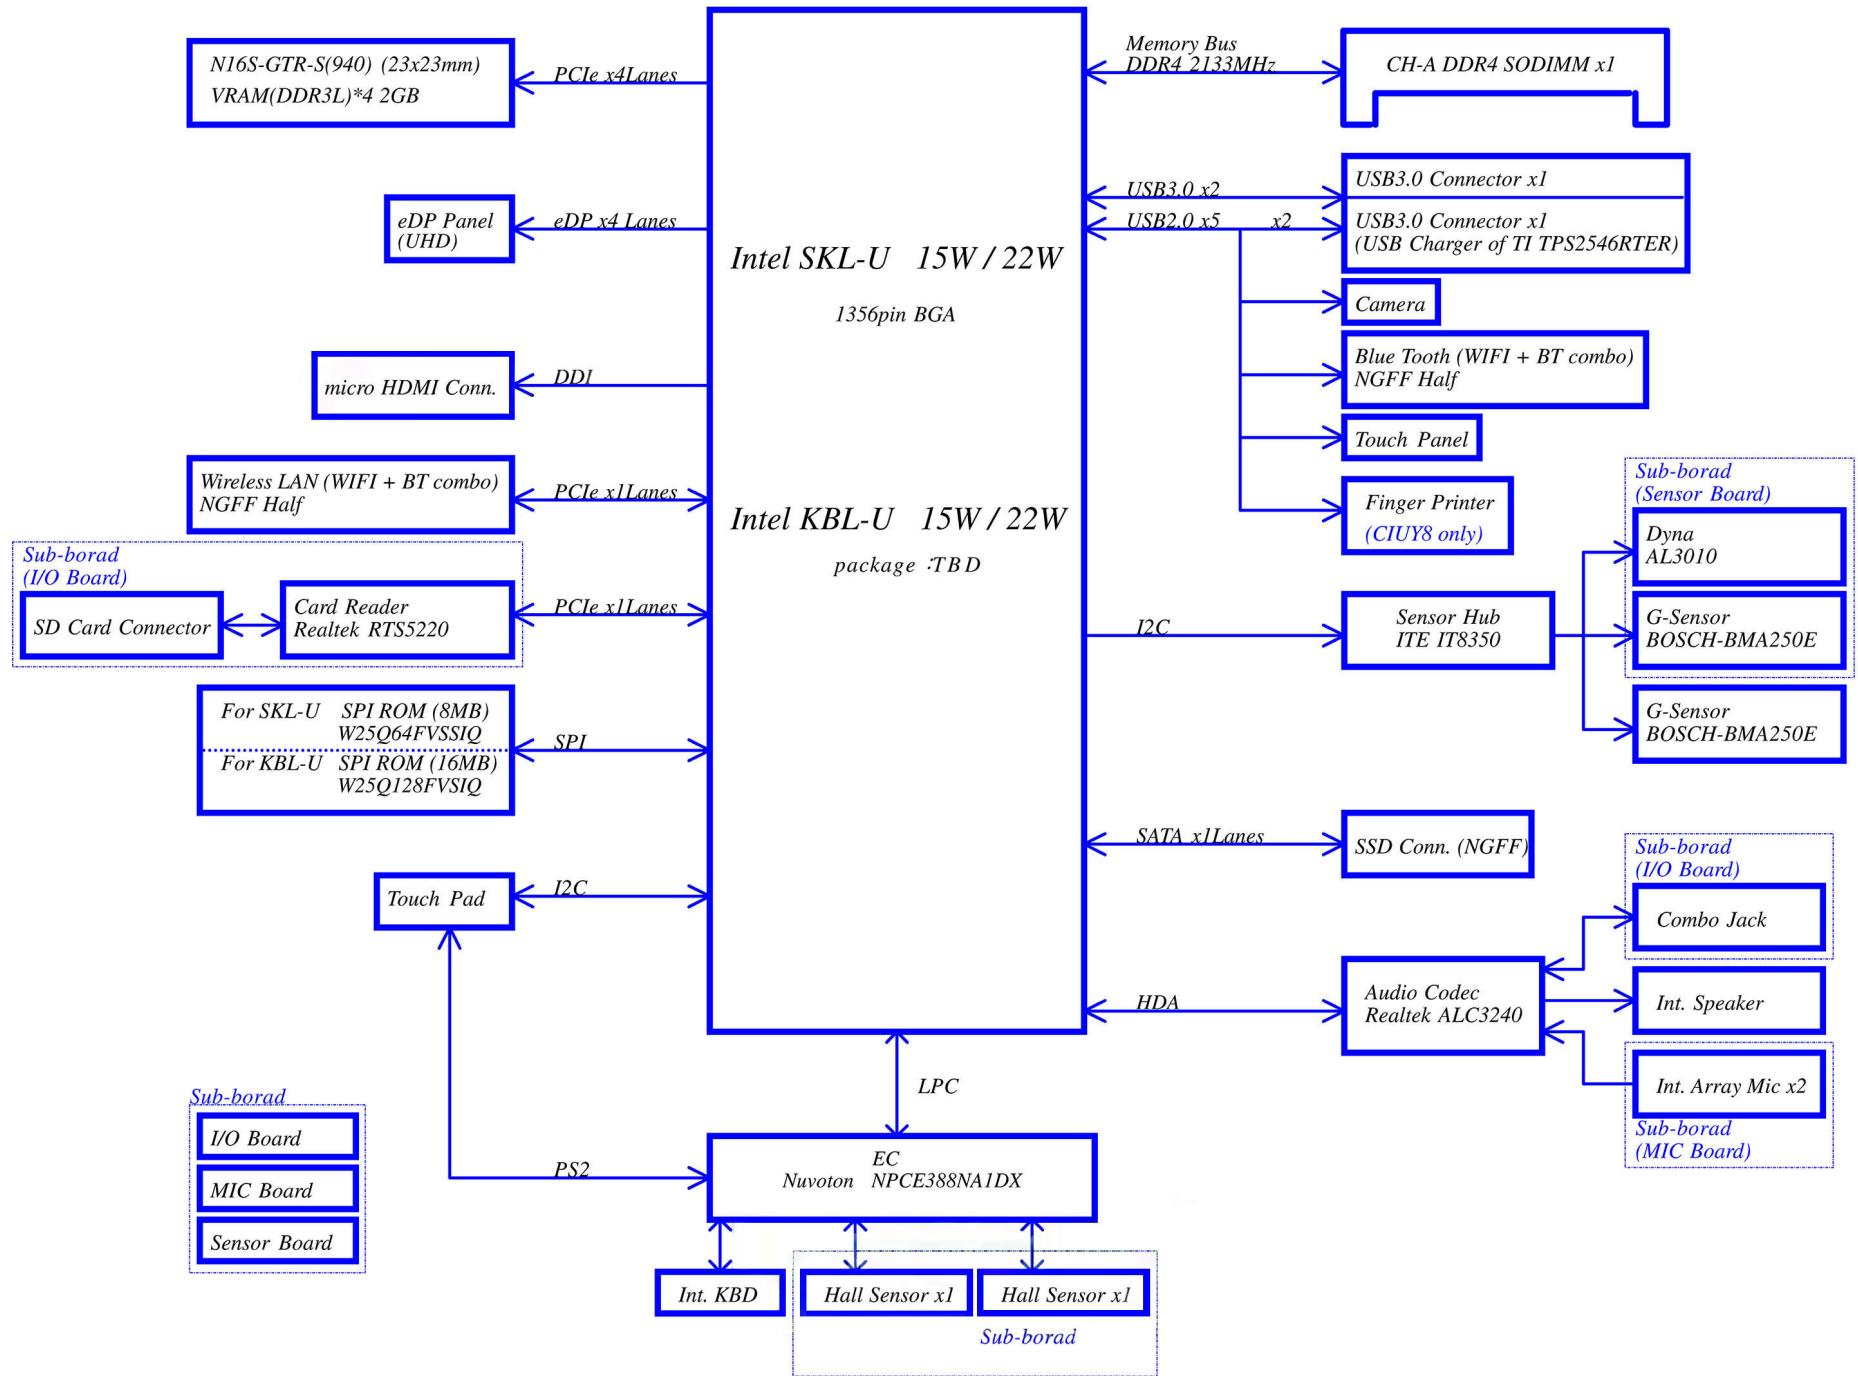 N16S-GTR-S(940) (23x23mm)
VRAM(DDR3L)*4 2GB
PCIe x4Lanes
eDP Panel
(UHD)
eDP x4 Lanes
micro HDMI Conn.
DDI
Wireless LAN (WIFI + BT combo)
NGFF Half
PCIe x1Lanes
Sub-borad
(I/O Board)
SD Card Connector
Card Reader
Realtek RTS5220
PCIe x1Lanes
For SKL-U SPI ROM (8MB)
W25Q64FVSSIQ
For KBL-U SPI ROM (16MB)
W25Q128FVSIQ
SPI
Touch Pad
I2C
PS2
Sub-borad
I/O Board
MIC Board
Sensor Board
Intel SKL-U 15W / 22W
1356pin BGA
Intel KBL-U 15W / 22W
package :TBD
LPC
EC
Nuvoton NPCE388NA1DX
Int. KBD
Hall Sensor x1
Hall Sensor x1
Sub-borad
Memory Bus
DDR4 2133MHz
CH-A DDR4 SODIMM x1
USB3.0 x2
USB2.0 x5 x2
USB3.0 Connector x1
USB3.0 Connector x1
(USB Charger of TI TPS2546RTER)
Camera
Blue Tooth (WIFI + BT combo)
NGFF Half
Touch Panel
Finger Printer
(CIUY8 only)
I2C
Sensor Hub
ITE IT8350
Sub-borad
(Sensor Board)
Dyna
AL3010
G-Sensor
BOSCH-BMA250E
G-Sensor
BOSCH-BMA250E
SATA x1Lanes
SSD Conn. (NGFF)
HDA
Audio Codec
Realtek ALC3240
Sub-borad
(I/O Board)
Combo Jack
Int. Speaker
Int. Array Mic x2
Sub-borad
(MIC Board)